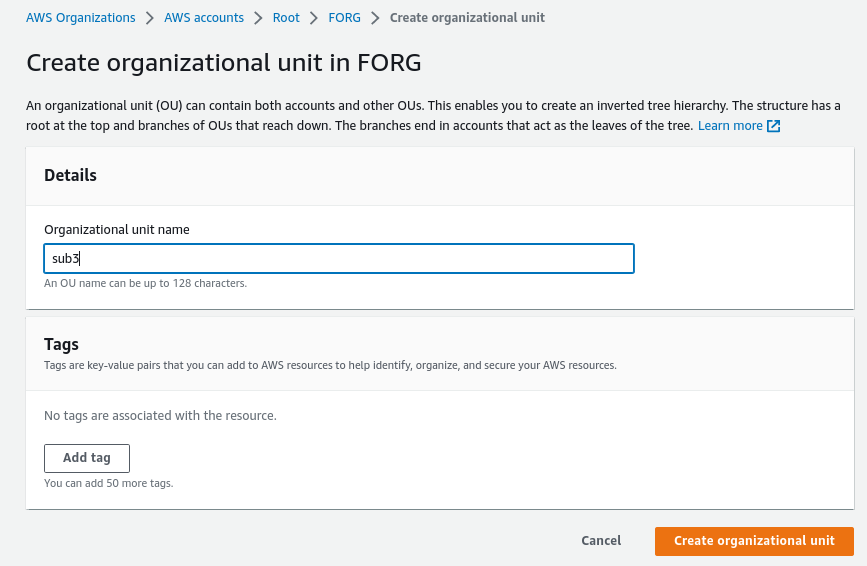 AWS Organizations > AWS accounts > Root > FORG > Create organizational unit
Create organizational unit in FORG
An organizational unit (OU) can contain both accounts and other OUs. This enables you to create an inverted tree hierarchy. The structure has a
root at the top and branches of OUs that reach down. The branches end in accounts that act as the leaves of the tree. Learn more
Details
Organizational unit name
sub3
An OU name can be up to 128 characters.
Tags
Tags are key-value pairs that you can add to AWS resources to help identify, organize, and secure your AWS resources.
No tags are associated with the resource.
Add tag
You can add 50 more tags.
Cancel Create organizational unit